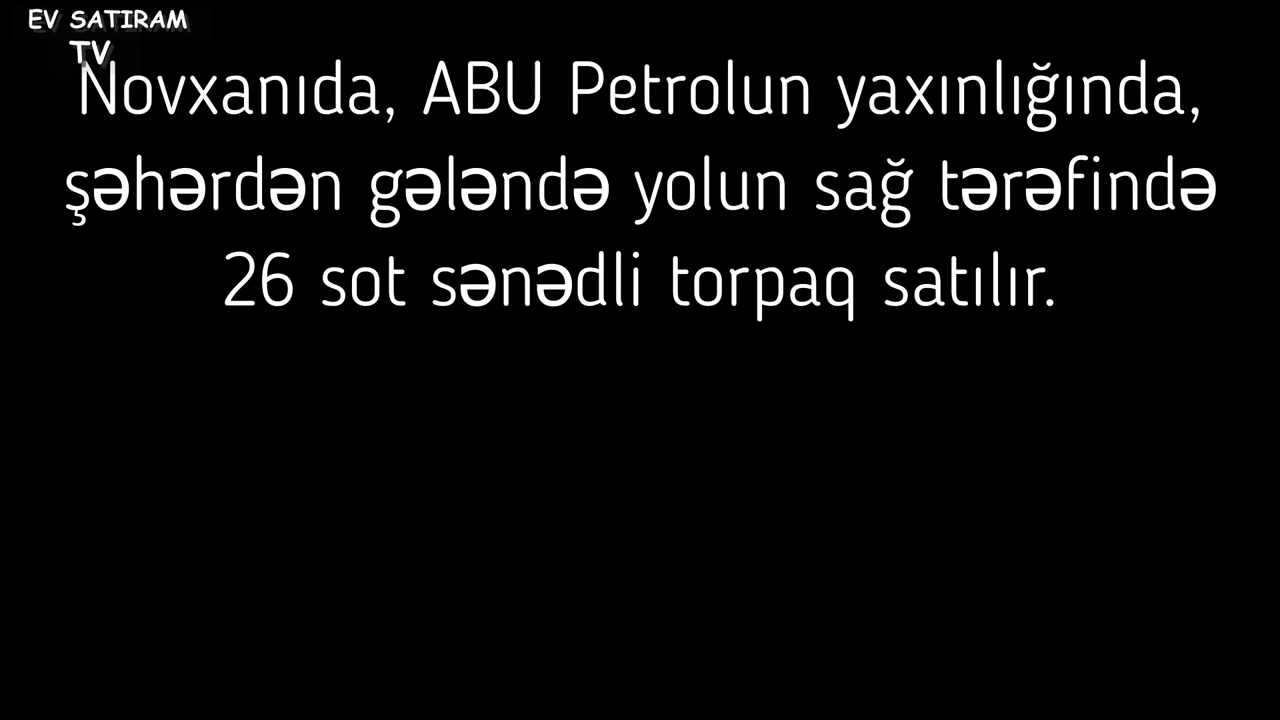 EV SATIRAM
TV
Novxanıda, ABU Petrolun yaxınlığında,
şəhərdən gələndə yolun sağ tərəfində
26 sot sənədli torpaq satılır.